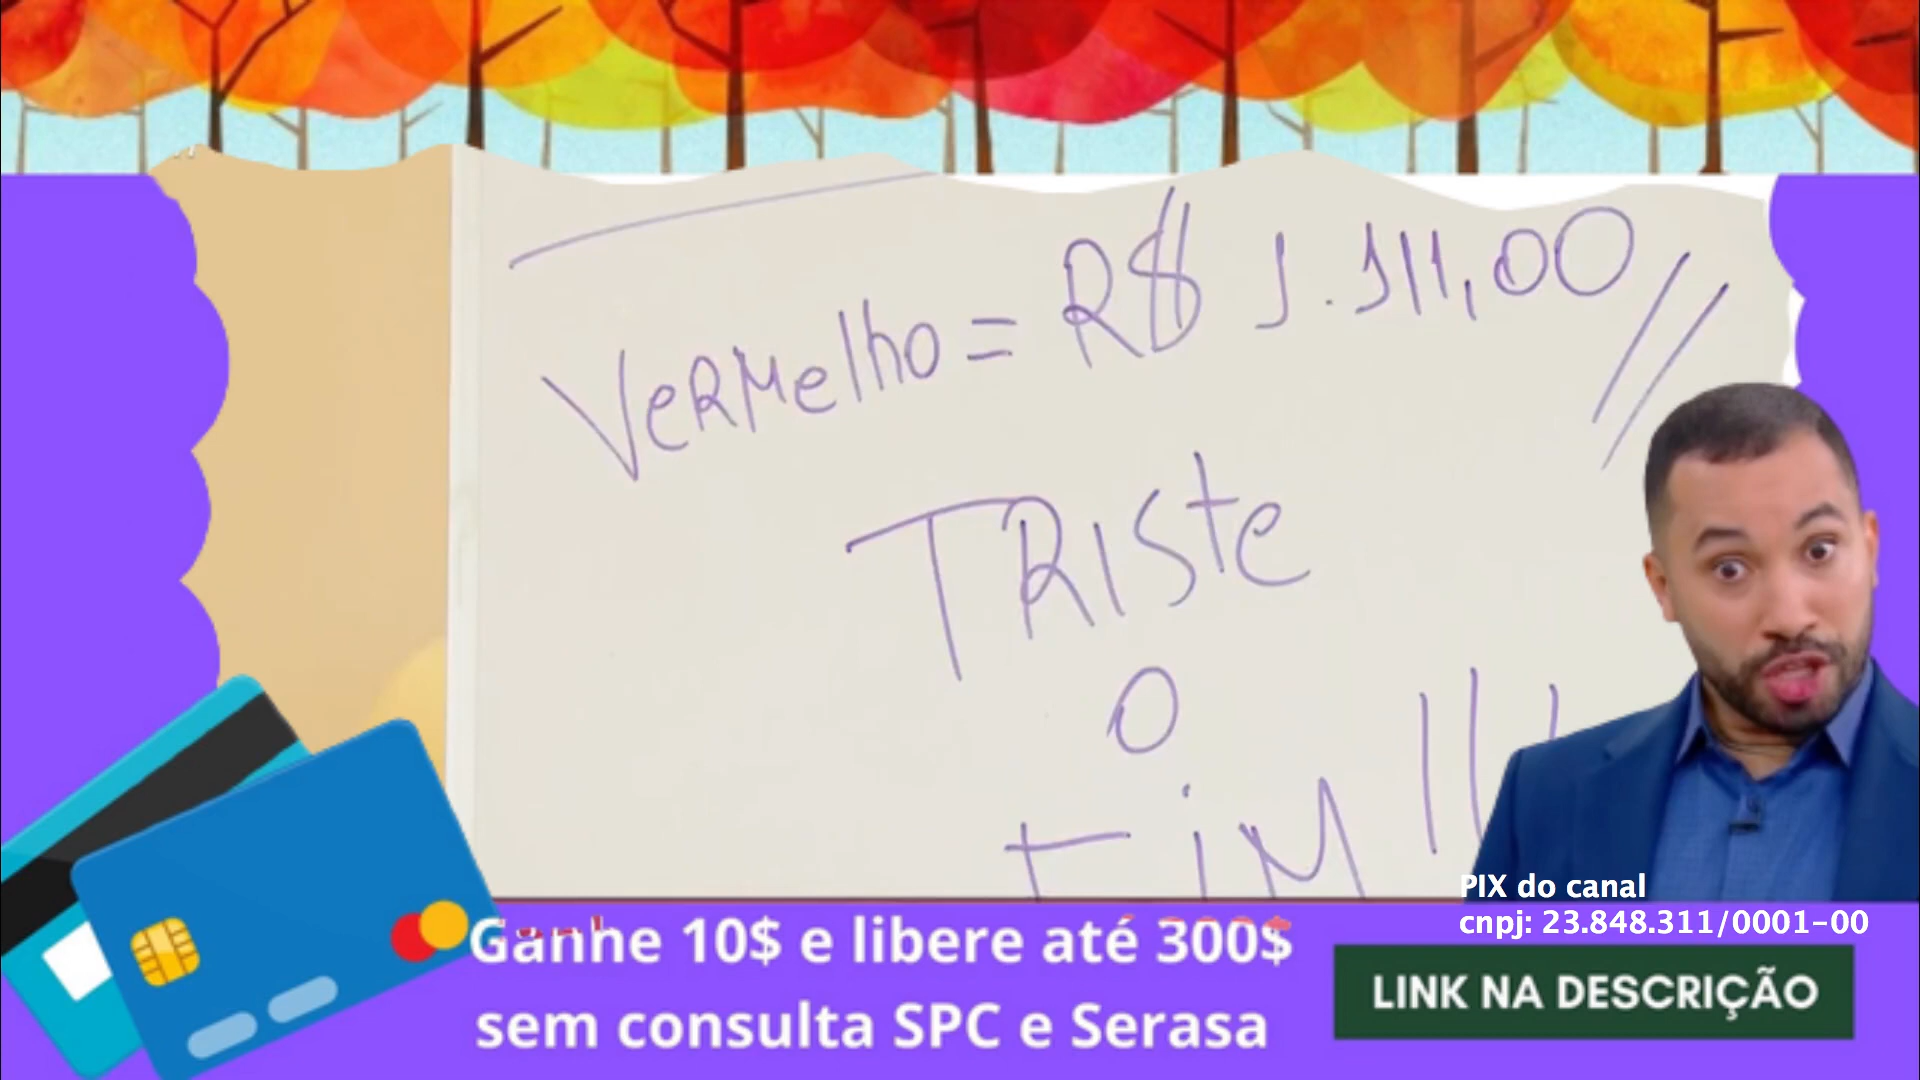 VeRMelho = R$ 1.111,00 //
TRISte
O
FiM !!!
PIX do canal
cnpj: 23.848.311/0001-00
Ganhe 10$ e libere até 300$
sem consulta SPC e Serasa
LINK NA DESCRIÇÃO